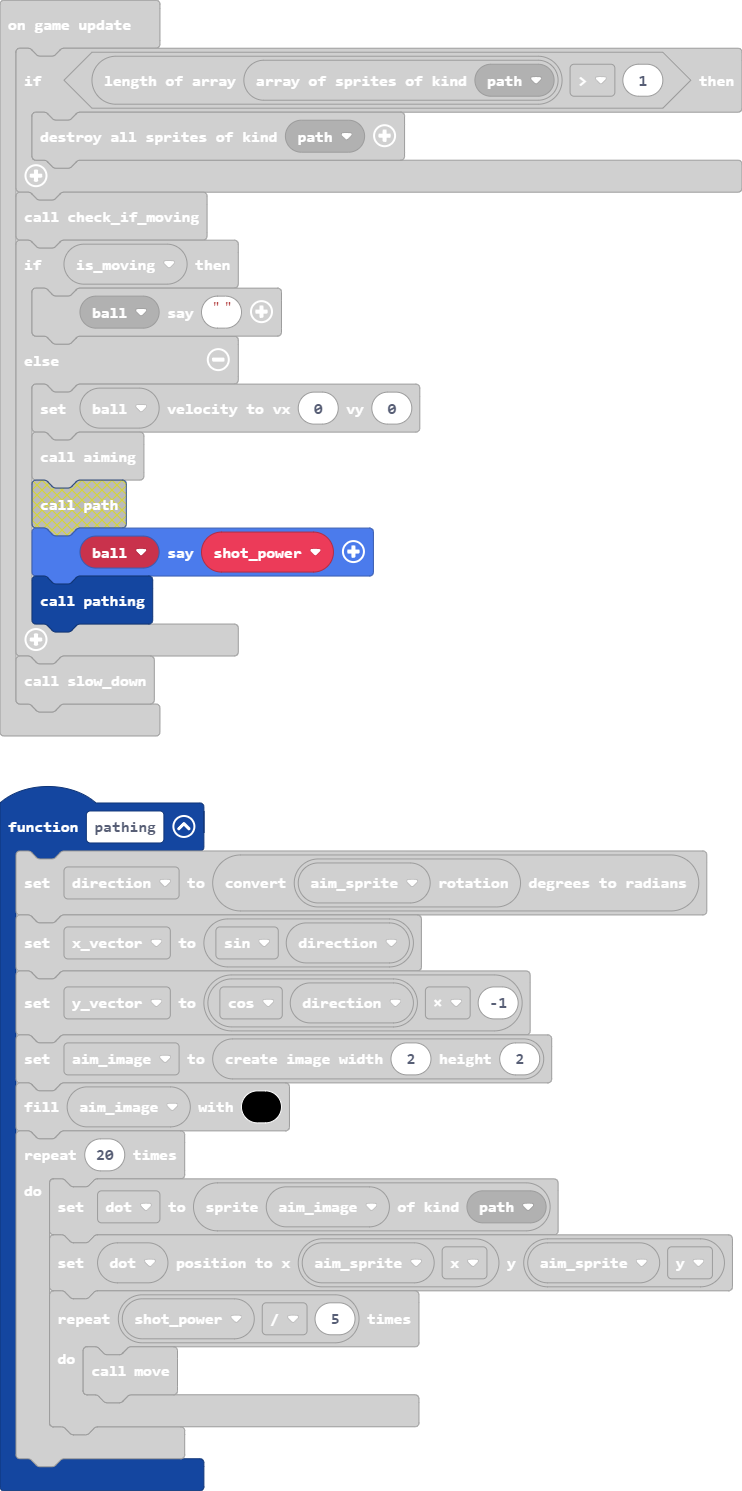 on game update
if length of array array of sprites of kind path > 1 then
destroy all sprites of kind path
call check_if_moving
if is_moving then
ball say " "
else
set ball velocity to vx 0 vy 0
call aiming
call path
ball say shot_power
call pathing
call slow_down
function pathing
set direction to convert aim_sprite rotation degrees to radians
set x_vector to sin direction
set y_vector to cos direction × -1
set aim_image to create image width 2 height 2
fill aim_image with
repeat 20 times
do
set dot to sprite aim_image of kind path
set dot position to x aim_sprite x y aim_sprite y
repeat shot_power / 5 times
do
call move